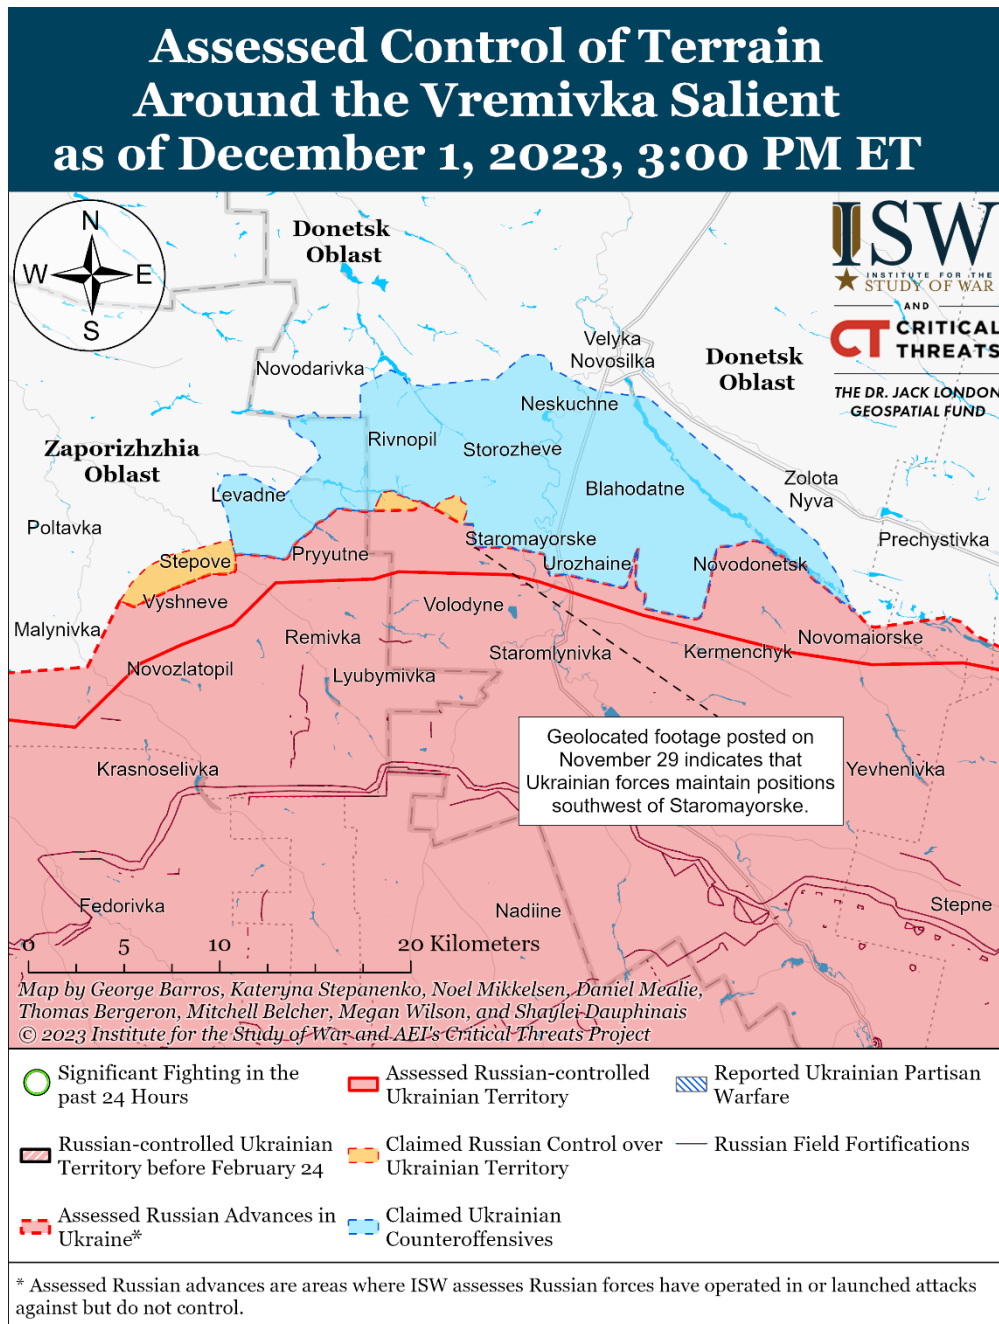 Assessed Control of Terrain
Around the Vremivka Salient
as of December 1, 2023, 3:00 PM ET
N
W
E
S
Donetsk
Oblast
ISW
INSTITUTE FOR THE
STUDY OF WAR
AND
CT CRITICAL
THREATS
THE DR. JACK LONDON
GEOSPATIAL FUND
Velyka
Novosilka
Donetsk
Oblast
Novodarivka
Neskuchne
Rivnopil
Storozheve
Zaporizhzhia
Oblast
Levadne
Blahodatne
Zolota
Nyva
Poltavka
Prechystivka
Staromayorske
Stepove
Pryyutne
Urozhaine
Novodonetsk
Vyshneve
Volodyne
Malynivka
Remivka
Novomaiorske
Staromlynivka
Kermenchyk
Novozlatopil
Lyubymivka
Geolocated footage posted on
November 29 indicates that
Ukrainian forces maintain positions
southwest of Staromayorske.
Krasnoselivka
Yevhenivka
Fedorivka
Nadiine
Stepne
0 5 10 20 Kilometers
Map by George Barros, Kateryna Stepanenko, Noel Mikkelsen, Daniel Mealie,
Thomas Bergeron, Mitchell Belcher, Megan Wilson, and Shaylei Dauphinais
© 2023 Institute for the Study of War and AEI's Critical Threats Project
Significant Fighting in the
past 24 Hours
Assessed Russian-controlled
Ukrainian Territory
Reported Ukrainian Partisan
Warfare
Russian-controlled Ukrainian
Territory before February 24
Claimed Russian Control over
Ukrainian Territory
Russian Field Fortifications
Assessed Russian Advances in
Ukraine*
Claimed Ukrainian
Counteroffensives
* Assessed Russian advances are areas where ISW assesses Russian forces have operated in or launched attacks
against but do not control.